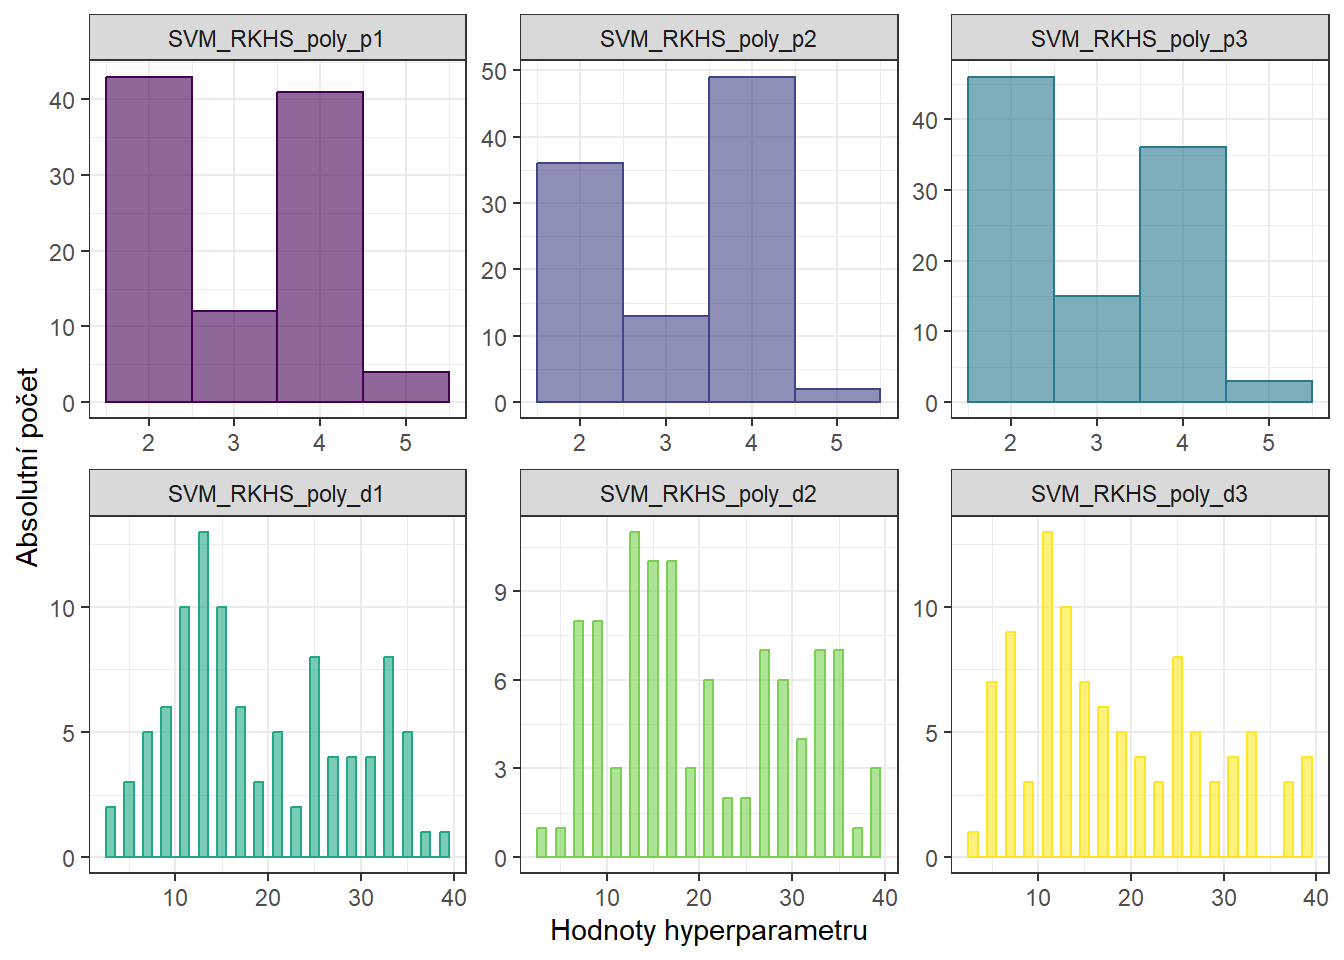 SVM_RKHS_poly_p1
SVM_RKHS_poly_p2
SVM_RKHS_poly_p3
40
30
20
10
0
50
40
30
20
10
0
40
30
20
10
0
2 3 4 5
2 3 4 5
2 3 4 5
Absolutní počet
SVM_RKHS_poly_d1
SVM_RKHS_poly_d2
SVM_RKHS_poly_d3
10
5
0
9
6
3
0
10
5
0
10 20 30 40
10 20 30 40
10 20 30 40
Hodnoty hyperparametru